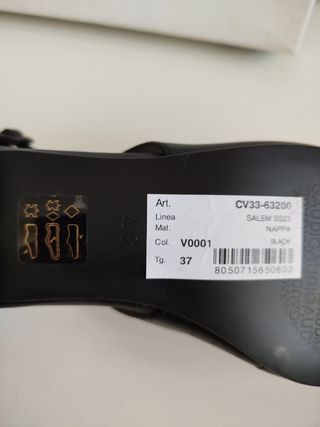 Art. CV33-63200
Linea SALEM SS23
Mat. NAPPA
Col. V0001 BLACK
Tg. 37
8050715650603
37